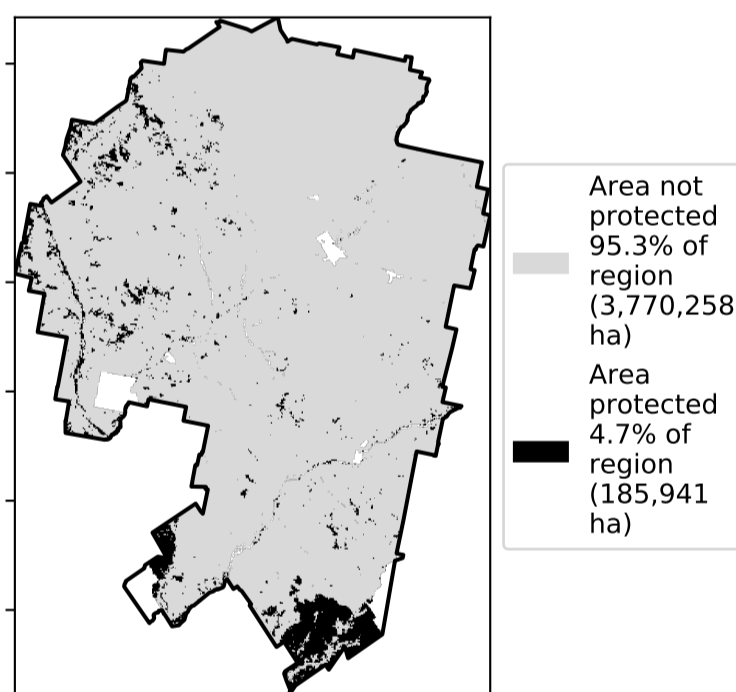 Area not
protected
95.3% of
region
(3,770,258
ha)
Area
protected
4.7% of
region
(185,941
ha)